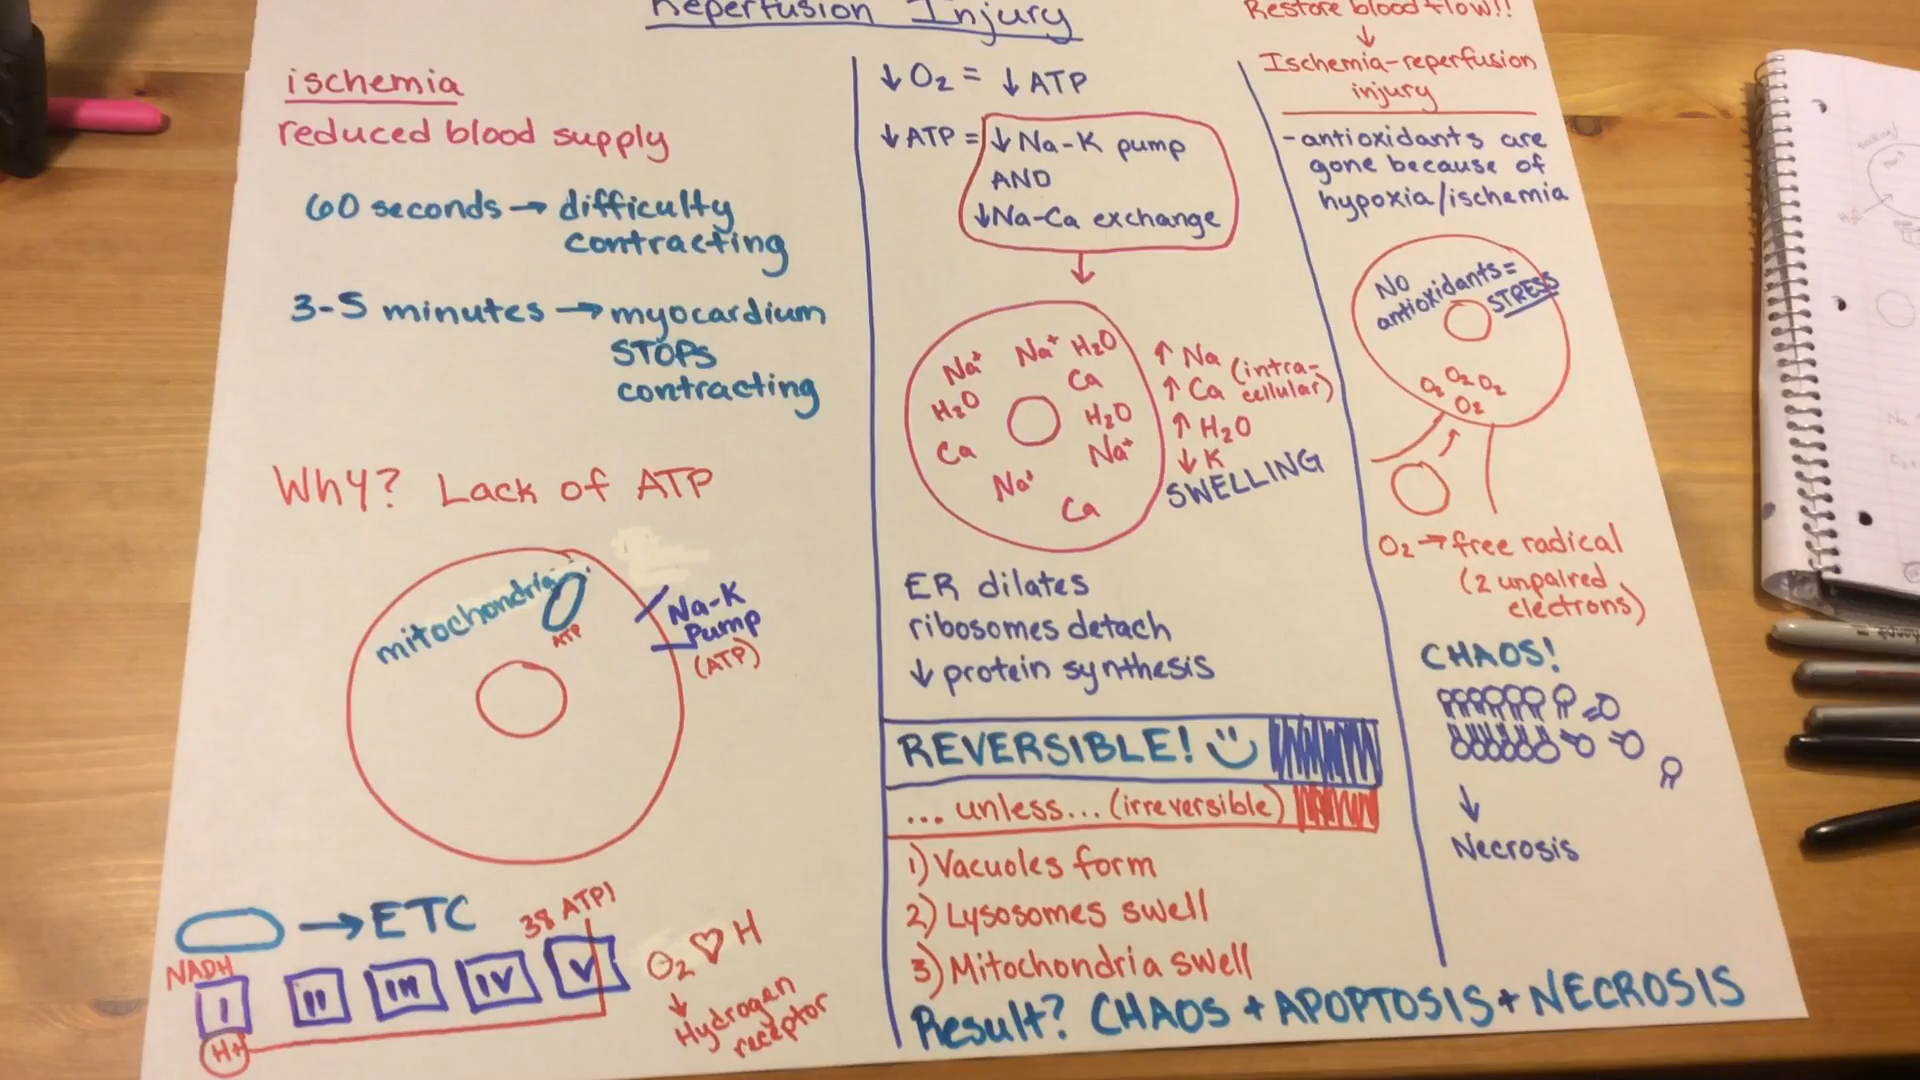 Reperfusion Injury
ischemia
reduced blood supply
60 seconds → difficulty
contracting
3-5 minutes → myocardium
STOPS
contracting
Why? Lack of ATP
mitochondria
ATP
Na-K
Pump
(ATP)
→ ETC
38 ATP!
NADH
I II III IV V
H+
O2 ♡ H
↓
Hydrogen
receptor
↓ O2 = ↓ ATP
↓ ATP = ↓ Na-K pump
AND
↓ Na-Ca exchange
↓
Na+ Na+ H2O
Ca
H2O H2O
Ca Na+
Na+
Ca
↑ Na (intra-
↑ Ca cellular)
↑ H2O
↓ K
SWELLING
ER dilates
ribosomes detach
↓ protein synthesis
REVERSIBLE!
... unless... (irreversible)
1) Vacuoles form
2) Lysosomes swell
3) Mitochondria swell
Result? CHAOS + APOPTOSIS + NECROSIS
Restore blood flow!!
↓
Ischemia-reperfusion
injury
-antioxidants are
gone because of
hypoxia/ischemia
No
antioxidants =
STRESS
O2 O2 O2
O2
O2 → free radical
(2 unpaired
electrons)
CHAOS!
↓
Necrosis